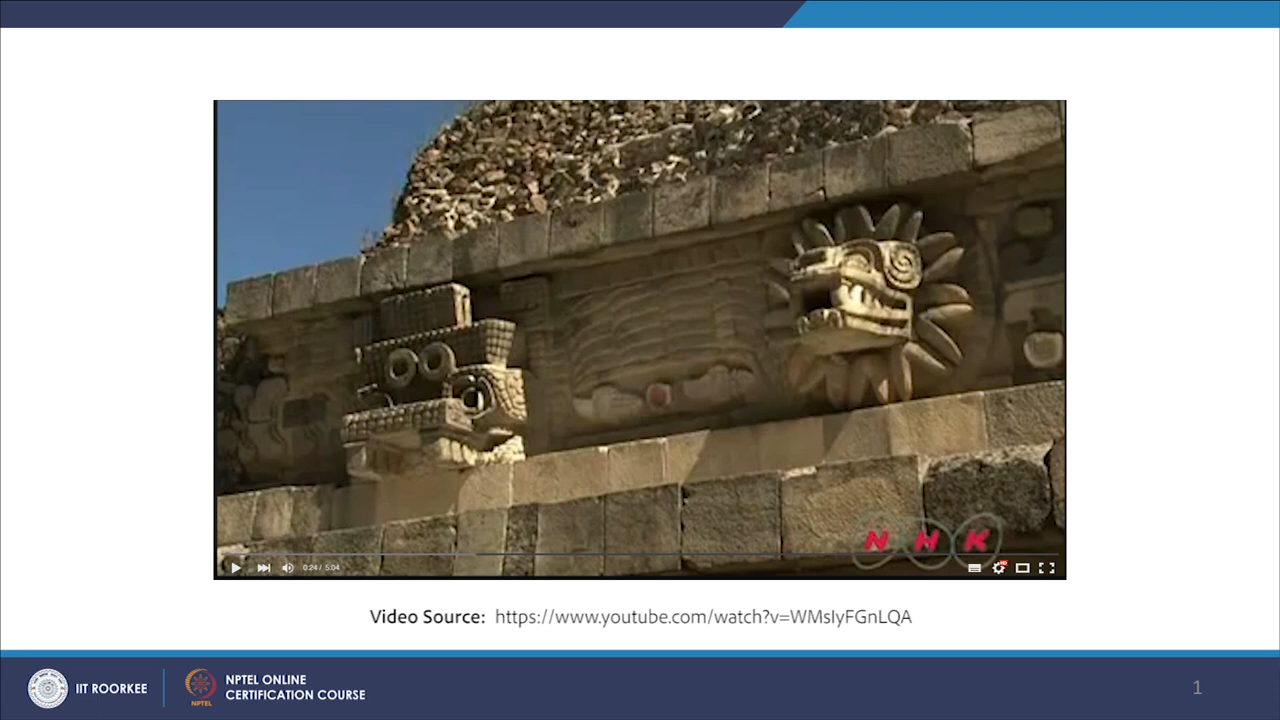 N H K
0:24 / 5:04
HD
Video Source: https://www.youtube.com/watch?v=WMsIyFGnLQA
IIT ROORKEE
NPTEL
NPTEL ONLINE
CERTIFICATION COURSE
1